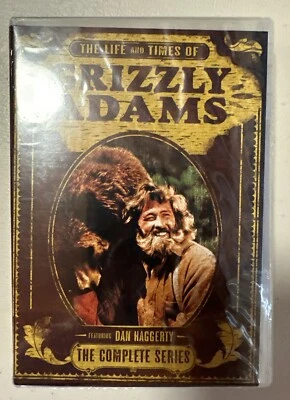 THE LIFE AND TIMES OF
GRIZZLY
ADAMS
FEATURING DAN HAGGERTY
THE COMPLETE SERIES